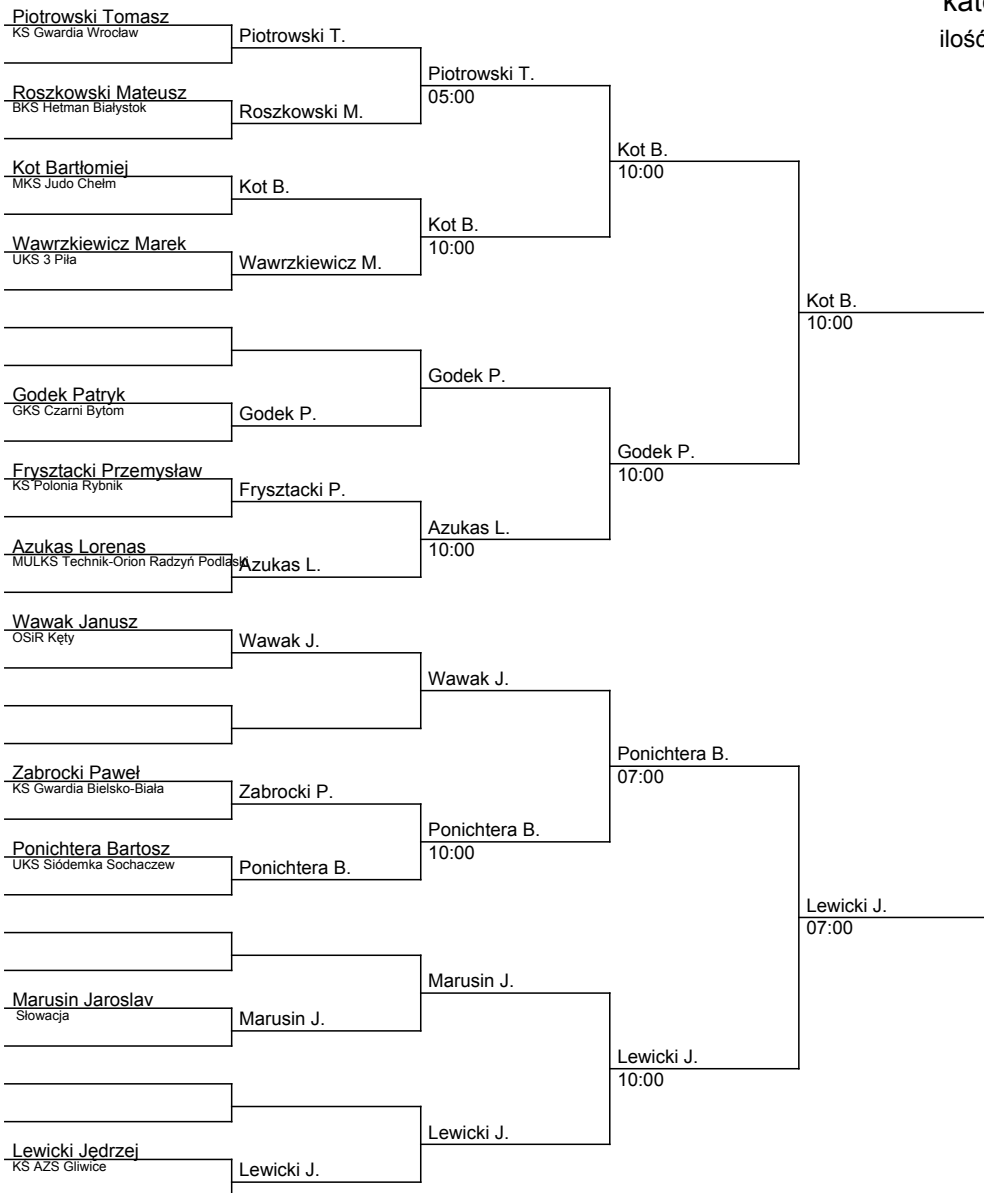 Piotrowski Tomasz
KS Gwardia Wrocław
Roszkowski Mateusz
BKS Hetman Białystok
Kot Bartłomiej
MKS Judo Chełm
Wawrzkiewicz Marek
UKS 3 Piła
Godek Patryk
GKS Czarni Bytom
Frysztacki Przemysław
KS Polonia Rybnik
Azukas Lorenas
MULKS Technik-Orion Radzyń Podlaski
Wawak Janusz
OSiR Kęty
Zabrocki Paweł
KS Gwardia Bielsko-Biała
Ponichtera Bartosz
UKS Siódemka Sochaczew
Marusin Jaroslav
Słowacja
Lewicki Jędrzej
KS AZS Gliwice
Piotrowski T.
Roszkowski M.
Kot B.
Wawrzkiewicz M.
Godek P.
Frysztacki P.
Azukas L.
Wawak J.
Zabrocki P.
Ponichtera B.
Marusin J.
Lewicki J.
Piotrowski T.
05:00
Kot B.
10:00
Godek P.
Azukas L.
10:00
Wawak J.
Ponichtera B.
10:00
Marusin J.
Lewicki J.
Kot B.
10:00
Godek P.
10:00
Ponichtera B.
07:00
Lewicki J.
10:00
Kot B.
10:00
Lewicki J.
07:00
ilość